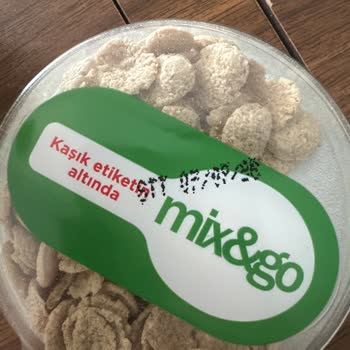 Kaşık etiketin
altında
mix&go